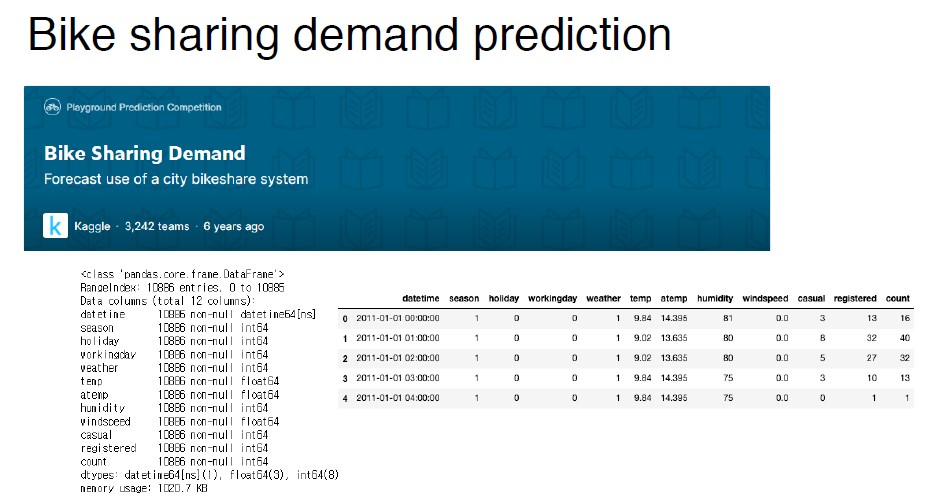 Bike sharing demand prediction
Playground Prediction Competition
Bike Sharing Demand
Forecast use of a city bikeshare system
k Kaggle · 3,242 teams · 6 years ago
<class 'pandas.core.frame.DataFrame'>
RangeIndex: 10886 entries, 0 to 10885
Data columns (total 12 columns):
datetime 10886 non-null datetime64[ns]
season 10886 non-null int64
holiday 10886 non-null int64
workingday 10886 non-null int64
weather 10886 non-null int64
temp 10886 non-null float64
atemp 10886 non-null float64
humidity 10886 non-null int64
windspeed 10886 non-null float64
casual 10886 non-null int64
registered 10886 non-null int64
count 10886 non-null int64
dtypes: datetime64[ns](1), float64(3), int64(8)
memory usage: 1020.7 KB
datetime season holiday workingday weather temp atemp humidity windspeed casual registered count
0 2011-01-01 00:00:00 1 0 0 1 9.84 14.395 81 0.0 3 13 16
1 2011-01-01 01:00:00 1 0 0 1 9.02 13.635 80 0.0 8 32 40
2 2011-01-01 02:00:00 1 0 0 1 9.02 13.635 80 0.0 5 27 32
3 2011-01-01 03:00:00 1 0 0 1 9.84 14.395 75 0.0 3 10 13
4 2011-01-01 04:00:00 1 0 0 1 9.84 14.395 75 0.0 0 1 1